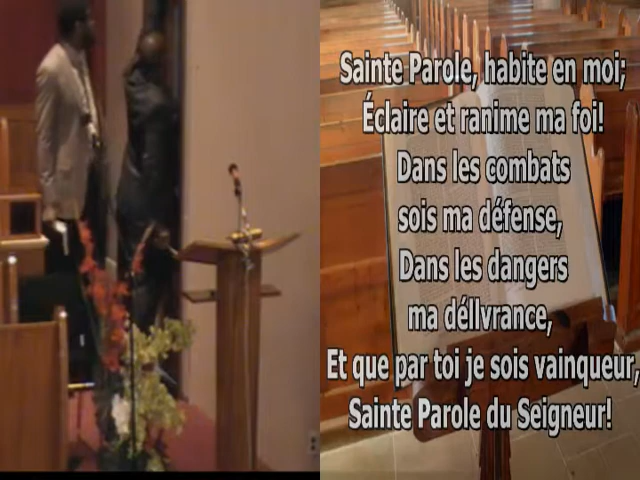 Sainte Parole, habite en moi;
Éclaire et ranime ma foi!
Dans les combats
sois ma défense,
Dans les dangers
ma déllvrance,
Et que par toi je sois vainqueur,
Sainte Parole du Seigneur!